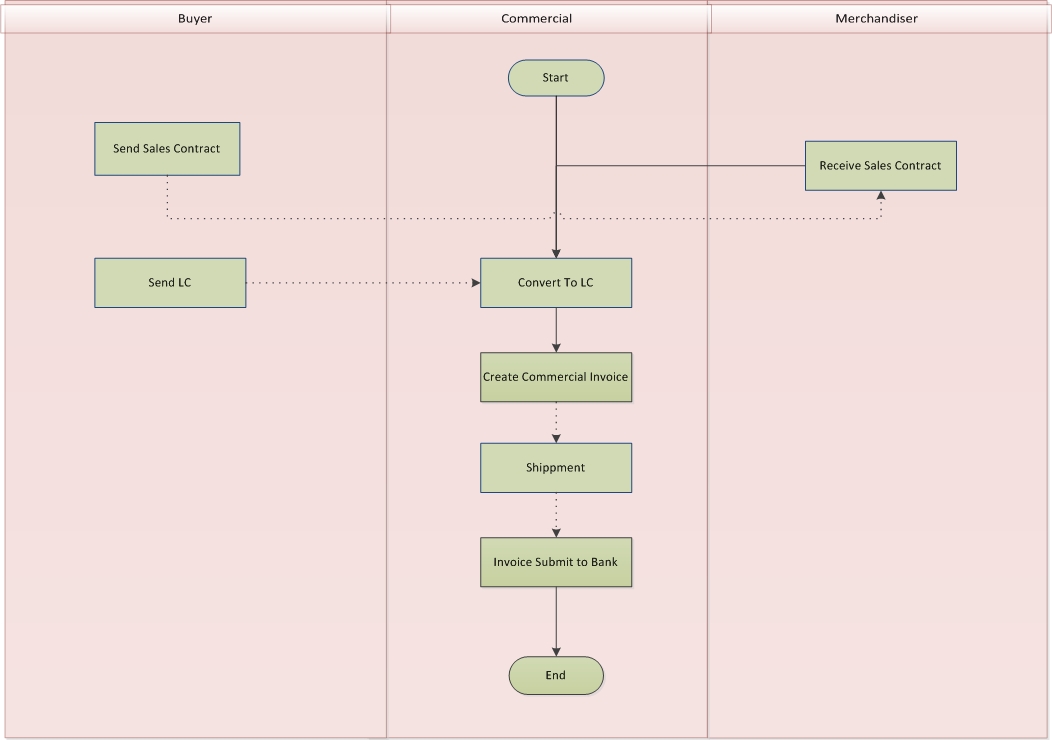 Buyer
Commercial
Merchandiser
Start
Send Sales Contract
Receive Sales Contract
Send LC
Convert To LC
Create Commercial Invoice
Shippment
Invoice Submit to Bank
End